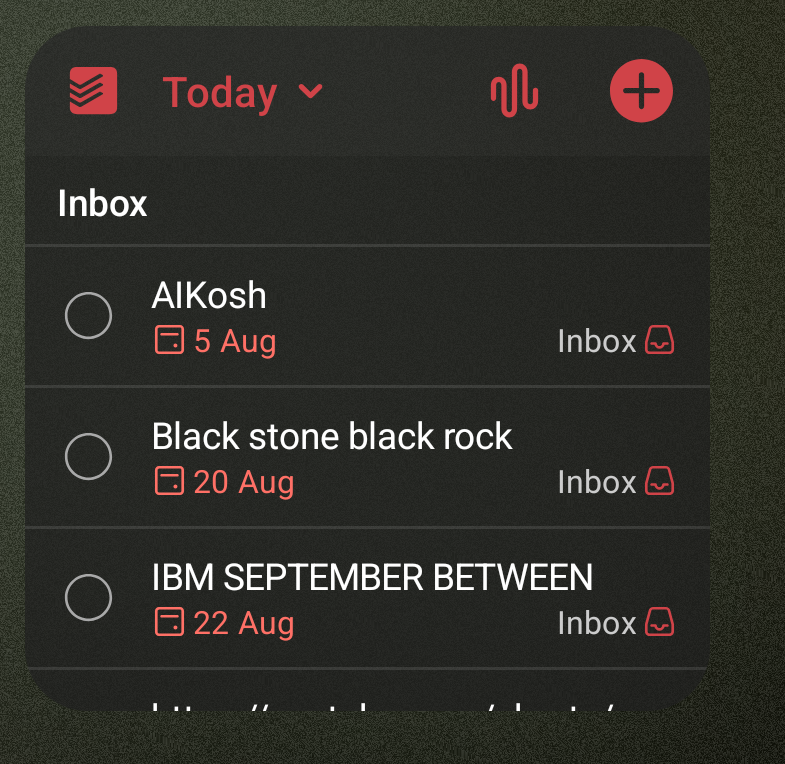 Today
Inbox
AIKosh
5 Aug
Inbox
Black stone black rock
20 Aug
Inbox
IBM SEPTEMBER BETWEEN
22 Aug
Inbox